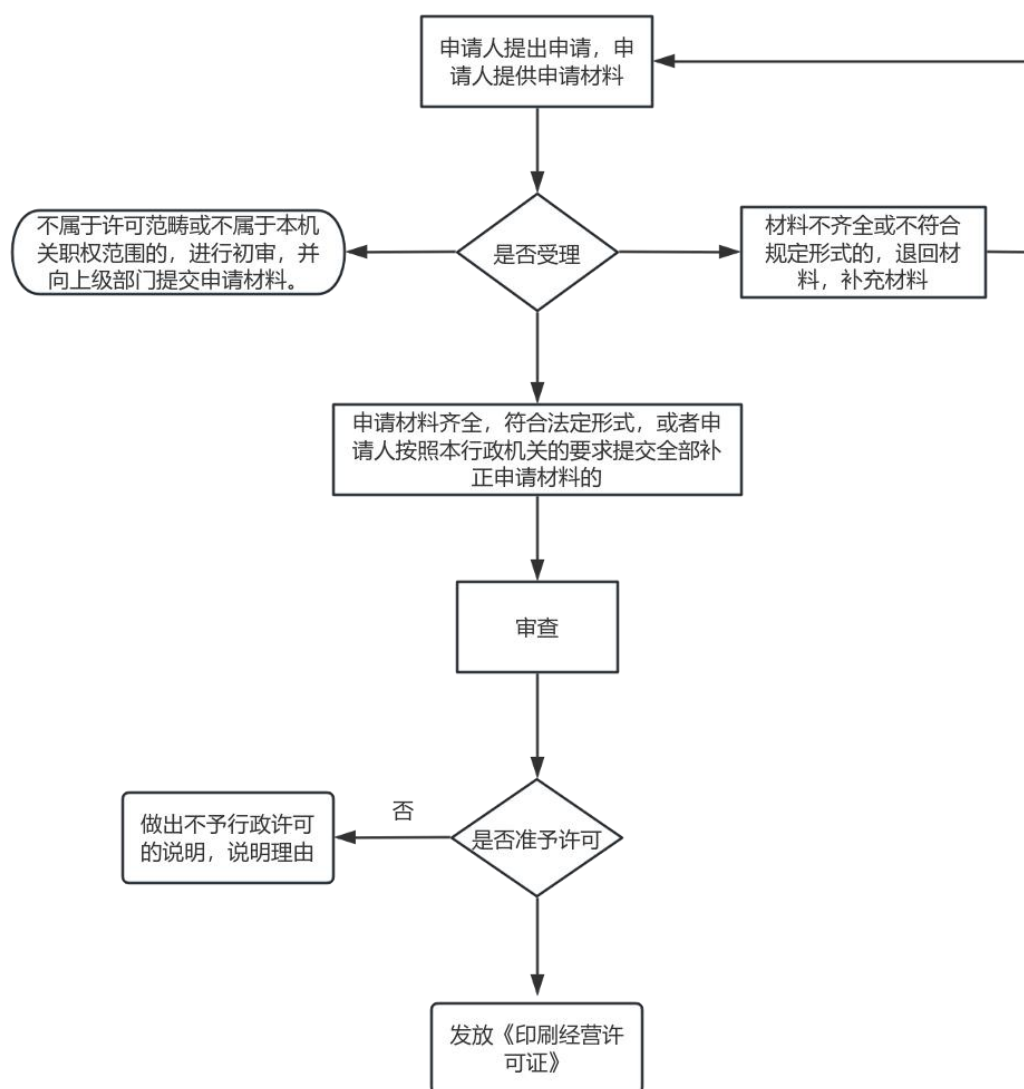 申请人提出申请，申
请人提供申请材料
不属于许可范畴或不属于本机
关职权范围的，进行初审，并
向上级部门提交申请材料。
是否受理
材料不齐全或不符合
规定形式的，退回材
料，补充材料
申请材料齐全，符合法定形式，或者申
请人按照本行政机关的要求提交全部补
正申请材料的
审查
否
做出不予行政许可
的说明，说明理由
是否准予许可
发放《印刷经营许
可证》